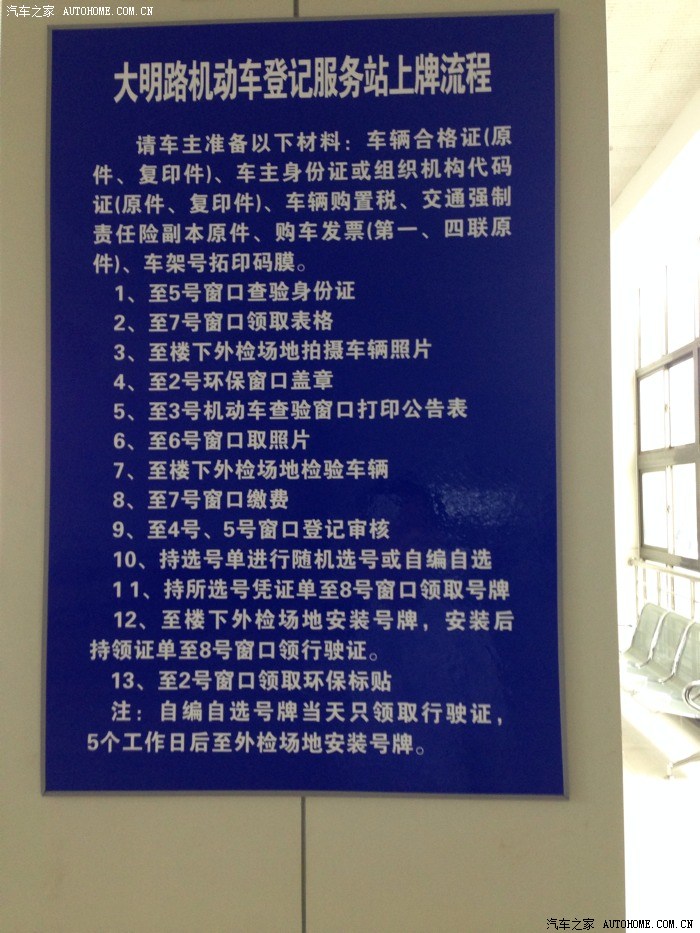 汽车之家 AUTOHOME.COM.CN
大明路机动车登记服务站上牌流程
请车主准备以下材料：车辆合格证(原
件、复印件)、车主身份证或组织机构代码
证(原件、复印件)、车辆购置税、交通强制
责任险副本原件、购车发票(第一、四联原
件)、车架号拓印码膜。
1、至5号窗口查验身份证
2、至7号窗口领取表格
3、至楼下外检场地拍摄车辆照片
4、至2号环保窗口盖章
5、至3号机动车查验窗口打印公告表
6、至6号窗口取照片
7、至楼下外检场地检验车辆
8、至7号窗口缴费
9、至4号、5号窗口登记审核
10、持选号单进行随机选号或自编自选
11、持所选号凭证单至8号窗口领取号牌
12、至楼下外检场地安装号牌，安装后
持领证单至8号窗口领行驶证。
13、至2号窗口领取环保标贴
注：自编自选号牌当天只领取行驶证，
5个工作日后至外检场地安装号牌。
汽车之家 AUTOHOME.COM.CN